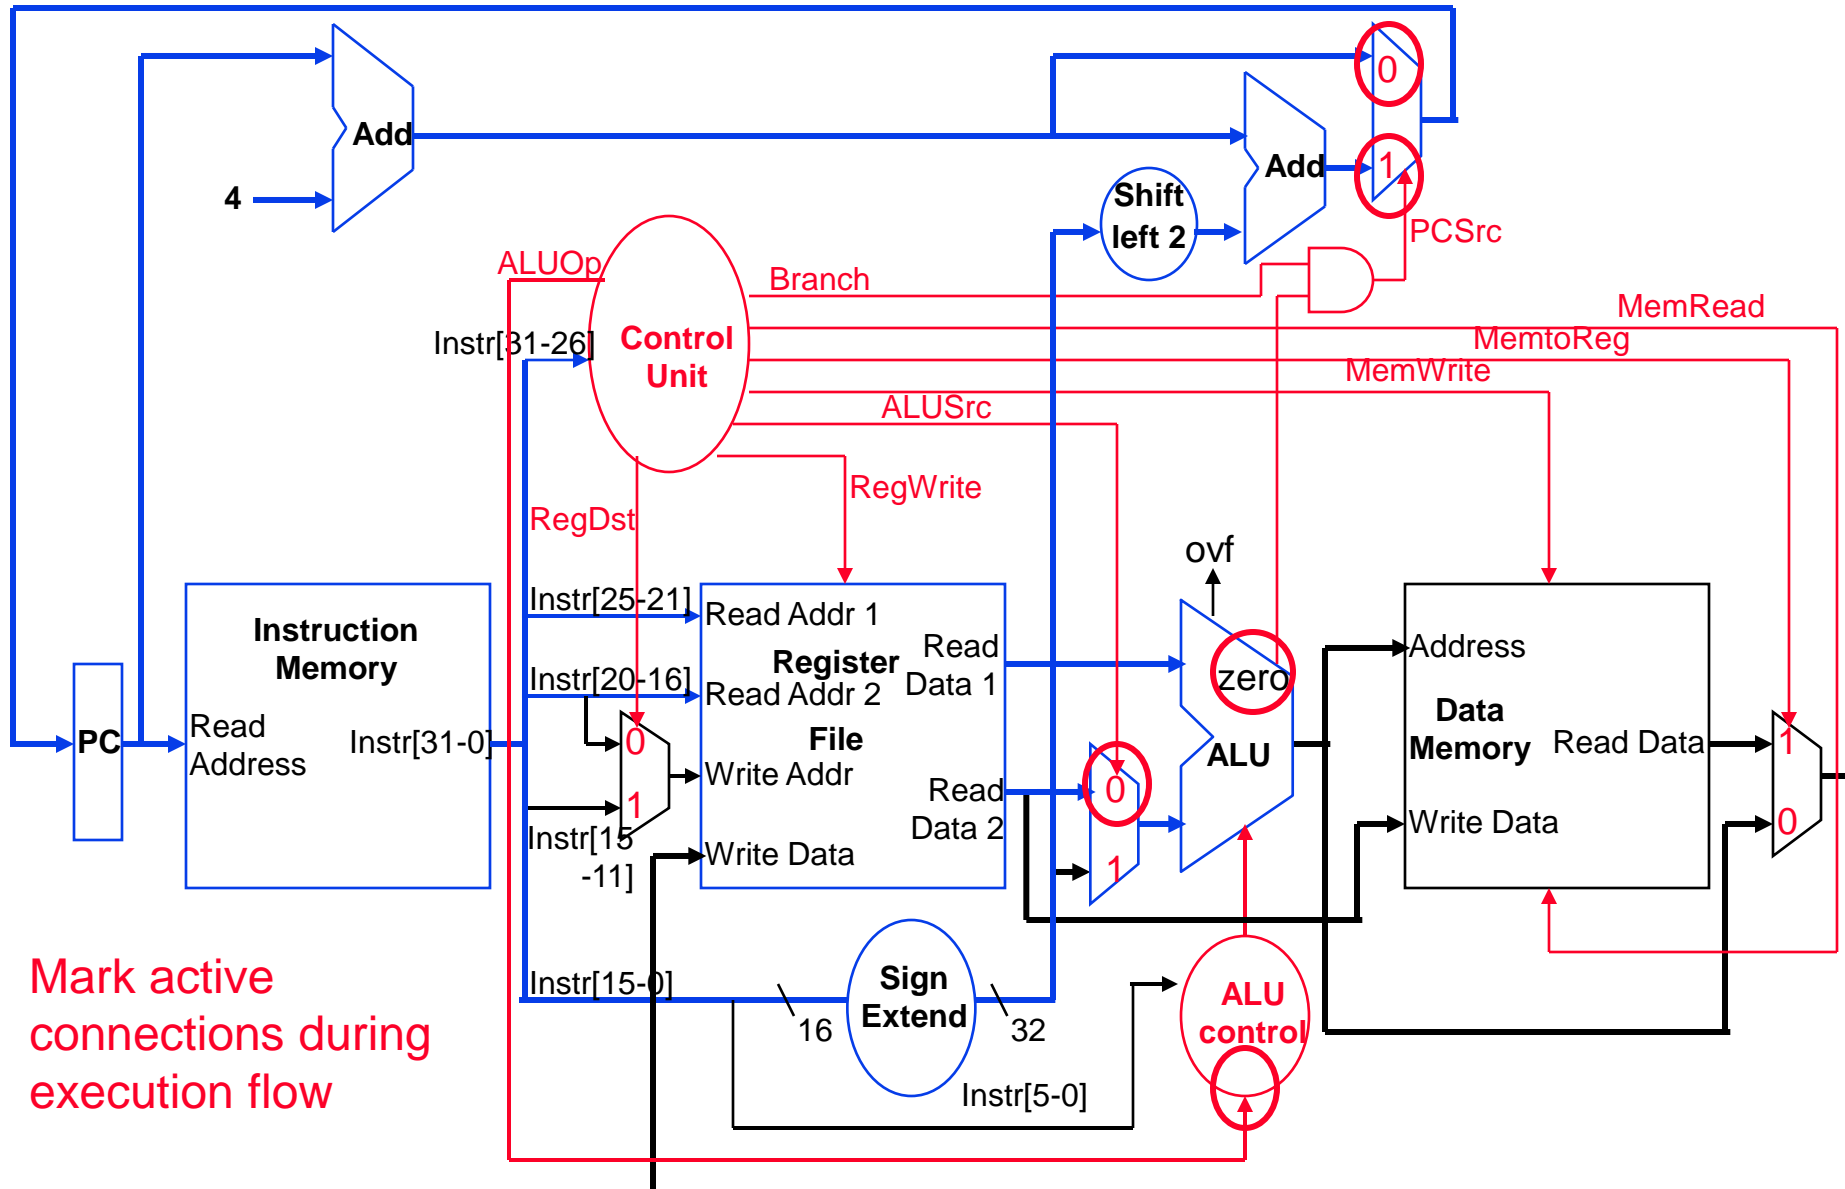 0
Add
1
Add
4
Shift
left 2
PCSrc
ALUOp
Branch
MemRead
Instr[31-26]
Control
Unit
MemtoReg
MemWrite
ALUSrc
RegWrite
RegDst
ovf
Instruction
Memory
Instr[25-21]
Read Addr 1
Register
File
Read
Data 1
Instr[20-16]
Read Addr 2
zero
Address
Data
Memory
PC
Read
Address
Instr[31-0]
0
1
Write Addr
ALU
Read Data
1
0
Read
Data 2
0
1
Write Data
Instr[15
-11]
Write Data
Mark active
connections during
execution flow
Instr[15-0]
16
Sign
Extend
32
ALU
control
Instr[5-0]